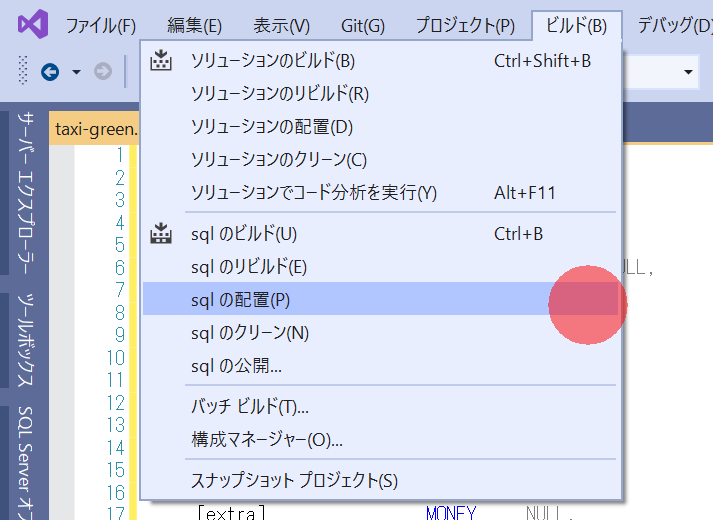 ファイル(F) 編集(E) 表示(V) Git(G) プロジェクト(P) ビルド(B) デバッグ(D)
ソリューションのビルド(B) Ctrl+Shift+B
ソリューションのリビルド(R)
ソリューションの配置(D)
ソリューションのクリーン(C)
ソリューションでコード分析を実行(Y) Alt+F11
sql のビルド(U) Ctrl+B
sql のリビルド(E)
sql の配置(P)
sql のクリーン(N)
sql の公開...
バッチ ビルド(T)...
構成マネージャー(O)...
スナップショット プロジェクト(S)
サーバー エクスプローラー
ツールボックス
SQL Server オブ
taxi-green.
1
2
3
4
5
6 NULL,
7
8
9
10
11
12
13
14
15
16
17 [extra] MONEY NULL,